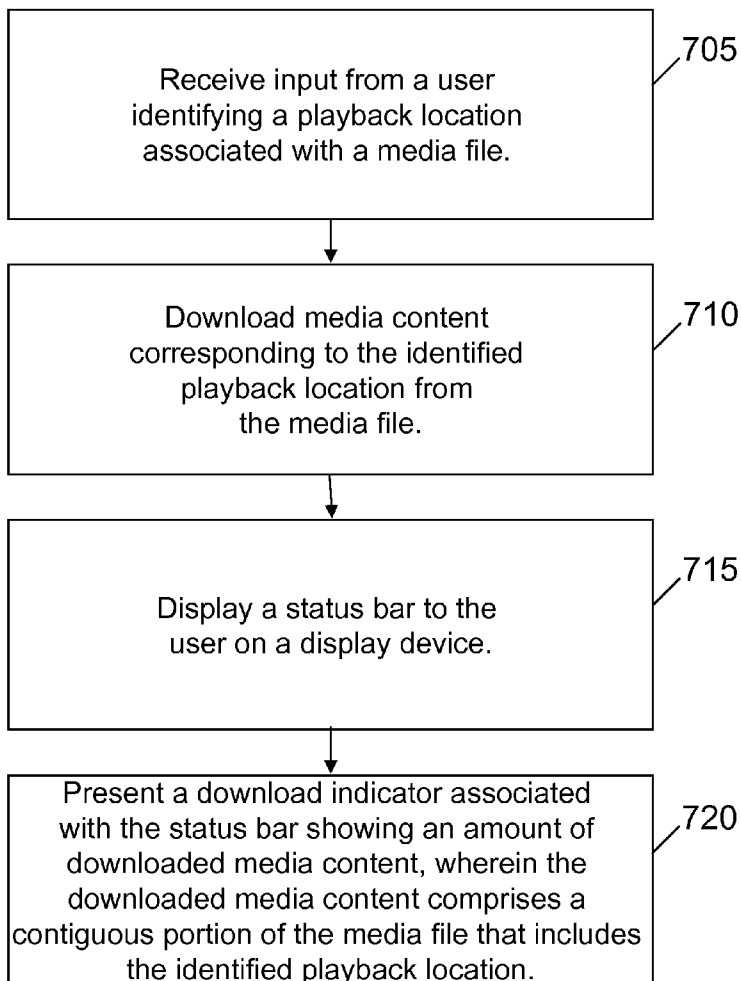 705
Receive input from a user
identifying a playback location
associated with a media file.
710
Download media content
corresponding to the identified
playback location from
the media file.
715
Display a status bar to the
user on a display device.
720
Present a download indicator associated
with the status bar showing an amount of
downloaded media content, wherein the
downloaded media content comprises a
contiguous portion of the media file that includes
the identified playback location.